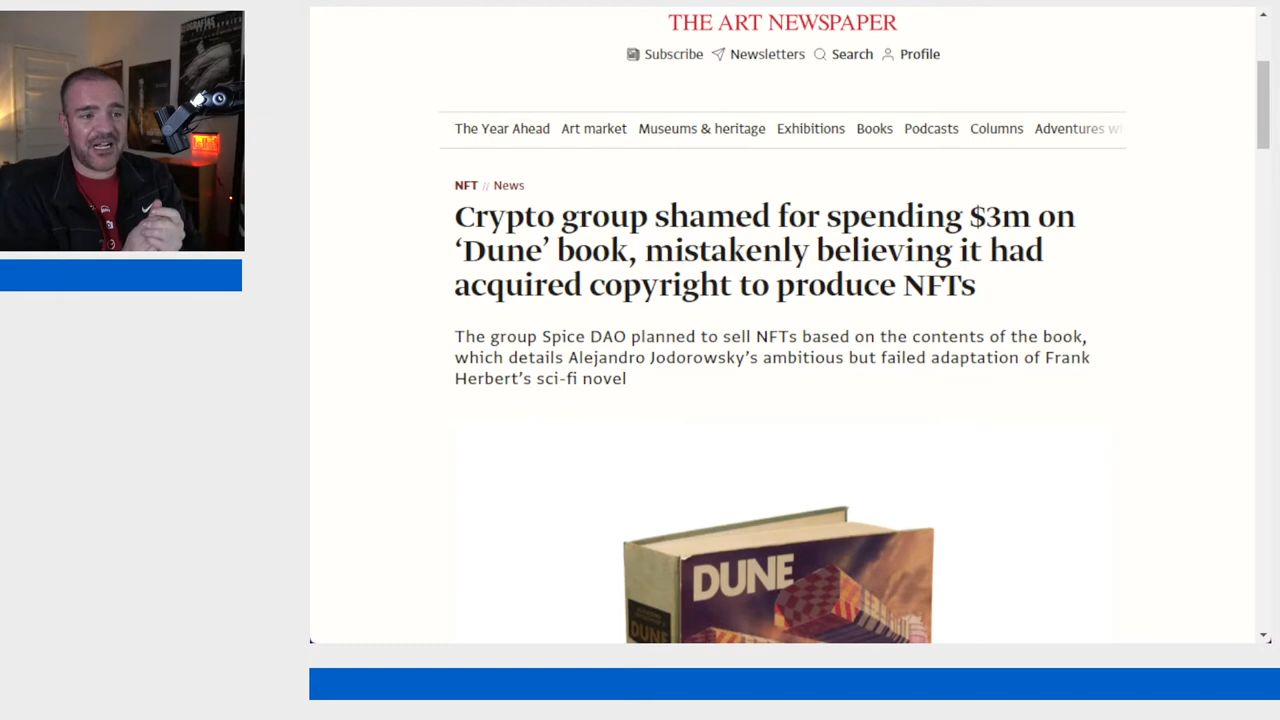 THE ART NEWSPAPER
Subscribe Newsletters Search Profile
The Year Ahead Art market Museums & heritage Exhibitions Books Podcasts Columns Adventures wi
NFT // News
Crypto group shamed for spending $3m on
‘Dune’ book, mistakenly believing it had
acquired copyright to produce NFTs
The group Spice DAO planned to sell NFTs based on the contents of the book,
which details Alejandro Jodorowsky’s ambitious but failed adaptation of Frank
Herbert’s sci-fi novel
DUNE
DUNE